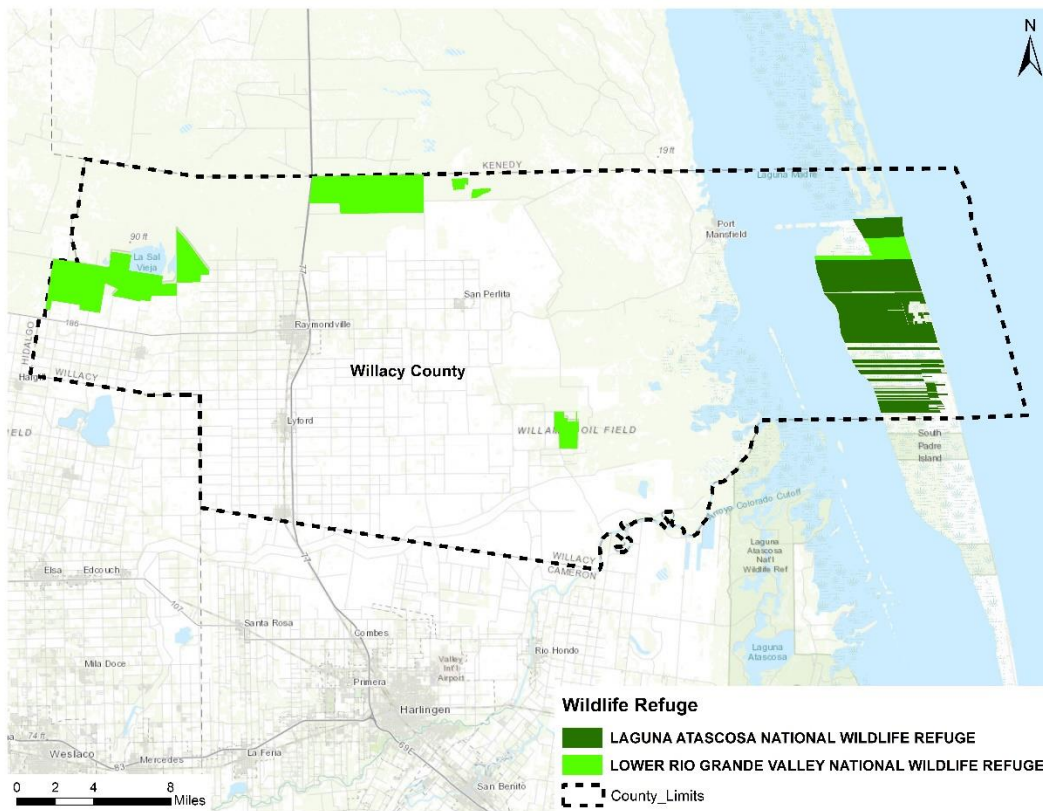 N
KENEDY
19 ft
Laguna Madre
Port
Mansfield
90 ft
La Sal
Vieja
77
San Perlita
186
Raymondville
HIDALGO
WILLACY
Willacy County
Lyford
WILLAMAR OIL FIELD
IELD
South
Padre
Island
Arroyo Colorado Cutoff
WILLACY
CAMERON
Laguna
Atascosa
Nat'l
Wildlife Ref
77
Elsa
Edcouch
107
Santa Rosa
Combes
Rio Hondo
Laguna
Atascosa
Mila Doce
Valley
Int'l
Airport
Primera
Harlingen
74 ft
Weslaco
83
Mercedes
La Feria
69E
San Benito
Wildlife Refuge
LAGUNA ATASCOSA NATIONAL WILDLIFE REFUGE
LOWER RIO GRANDE VALLEY NATIONAL WILDLIFE REFUGE
County_Limits
0 2 4 8
Miles